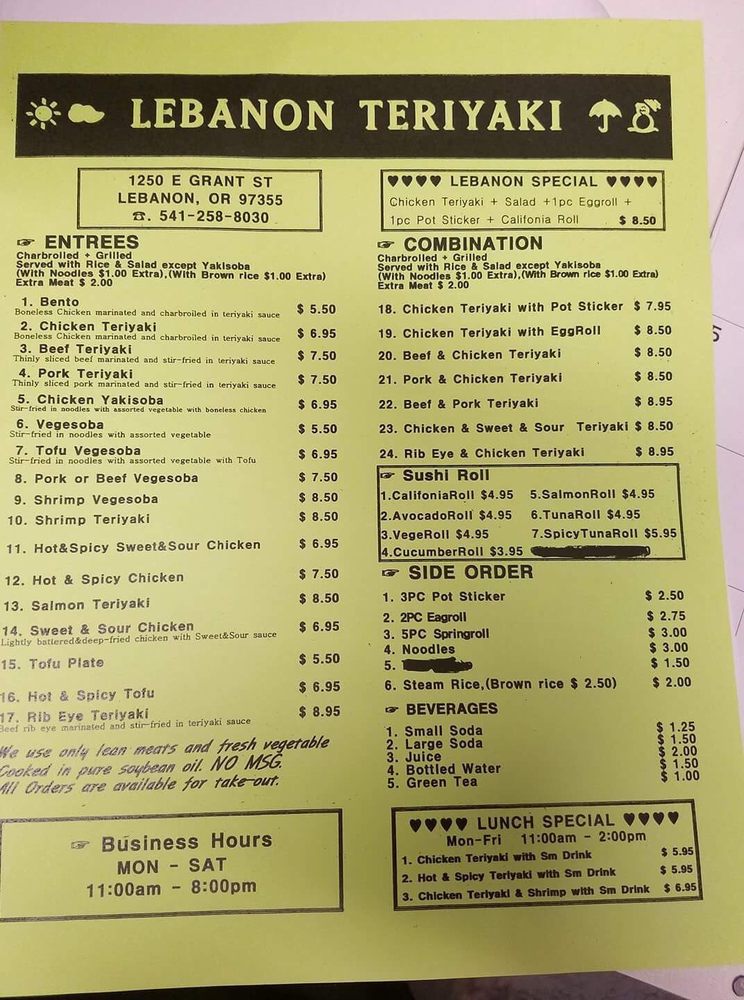 LEBANON TERIYAKI
1250 E GRANT ST
LEBANON, OR 97355
☎. 541-258-8030
☞ ENTREES
Charbrolled + Grilled
Served with Rice & Salad except Yakisoba
(With Noodles $1.00 Extra),(With Brown rice $1.00 Extra)
Extra Meat $ 2.00
1. Bento $ 5.50
Boneless Chicken marinated and charbroiled in teriyaki sauce
2. Chicken Teriyaki $ 6.95
Boneless Chicken marinated and charbroiled in teriyaki sauce
3. Beef Teriyaki $ 7.50
Thinly sliced beef marinated and stir-fried in teriyaki sauce
4. Pork Teriyaki $ 7.50
Thinly sliced pork marinated and stir-fried in teriyaki sauce
5. Chicken Yakisoba $ 6.95
Stir-fried in noodles with assorted vegetable with boneless chicken
6. Vegesoba $ 5.50
Stir-fried in noodles with assorted vegetable
7. Tofu Vegesoba $ 6.95
Stir-fried in noodles with assorted vegetable with Tofu
8. Pork or Beef Vegesoba $ 7.50
9. Shrimp Vegesoba $ 8.50
10. Shrimp Teriyaki $ 8.50
11. Hot&Spicy Sweet&Sour Chicken $ 6.95
12. Hot & Spicy Chicken $ 7.50
13. Salmon Teriyaki $ 8.50
14. Sweet & Sour Chicken $ 6.95
Lightly battered&deep-fried chicken with Sweet&Sour sauce
15. Tofu Plate $ 5.50
16. Hot & Spicy Tofu $ 6.95
17. Rib Eye Teriyaki $ 8.95
Beef rib eye marinated and stir-fried in teriyaki sauce
We use only lean meats and fresh vegetable
Cooked in pure soybean oil. NO MSG.
All Orders are available for take-out.
☞ Business Hours
MON - SAT
11:00am - 8:00pm
♥♥♥♥ LEBANON SPECIAL ♥♥♥♥
Chicken Teriyaki + Salad +1pc Eggroll +
1pc Pot Sticker + Califonia Roll $ 8.50
☞ COMBINATION
Charbrolled + Grilled
Served with Rice & Salad except Yakisoba
(With Noodles $1.00 Extra),(With Brown rice $1.00 Extra)
Extra Meat $ 2.00
18. Chicken Teriyaki with Pot Sticker $ 7.95
19. Chicken Teriyaki with EggRoll $ 8.50
20. Beef & Chicken Teriyaki $ 8.50
21. Pork & Chicken Teriyaki $ 8.50
22. Beef & Pork Teriyaki $ 8.95
23. Chicken & Sweet & Sour Teriyaki $ 8.50
24. Rib Eye & Chicken Teriyaki $ 8.95
☞ Sushi Roll
1.CalifoniaRoll $4.95 5.SalmonRoll $4.95
2.AvocadoRoll $4.95 6.TunaRoll $4.95
3.VegeRoll $4.95 7.SpicyTunaRoll $5.95
4.CucumberRoll $3.95
☞ SIDE ORDER
1. 3PC Pot Sticker $ 2.50
2. 2PC Eagroll $ 2.75
3. 5PC Springroll $ 3.00
4. Noodles $ 3.00
5. $ 1.50
6. Steam Rice,(Brown rice $ 2.50) $ 2.00
☞ BEVERAGES
1. Small Soda $ 1.25
2. Large Soda $ 1.50
3. Juice $ 2.00
4. Bottled Water $ 1.50
5. Green Tea $ 1.00
♥♥♥♥ LUNCH SPECIAL ♥♥♥♥
Mon-Fri 11:00am - 2:00pm
1. Chicken Teriyaki with Sm Drink $ 5.95
2. Hot & Spicy Teriyaki with Sm Drink $ 5.95
3. Chicken Teriyaki & Shrimp with Sm Drink $ 6.95